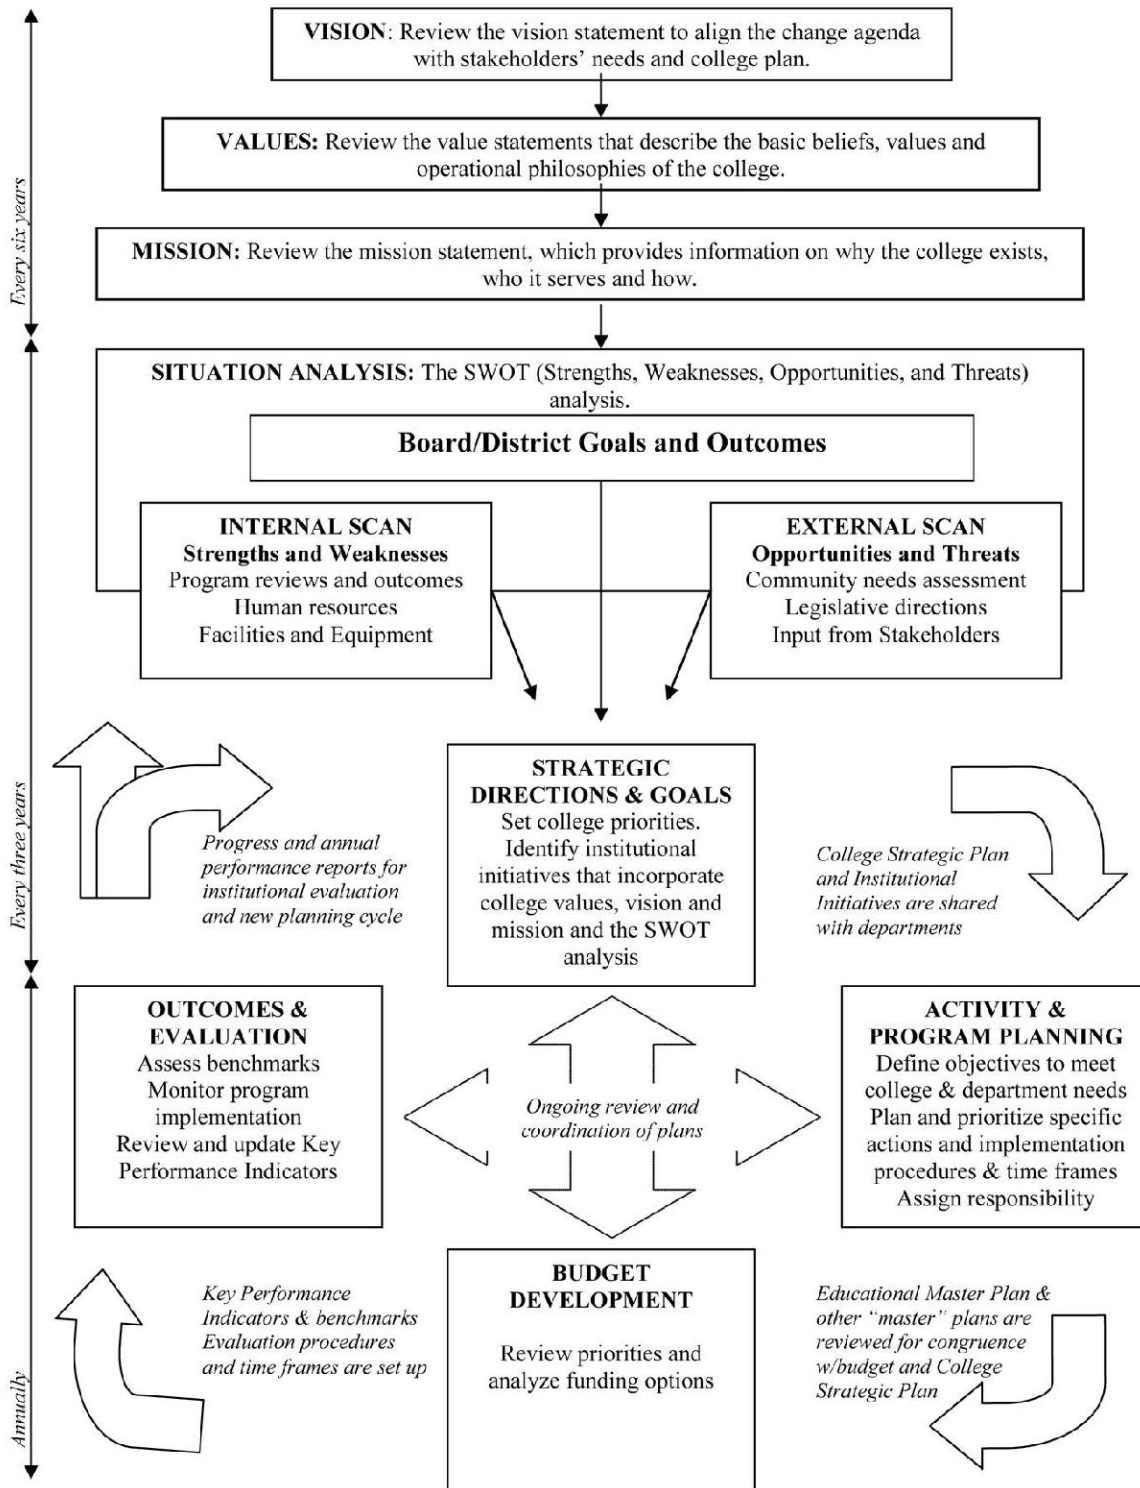 VISION: Review the vision statement to align the change agenda
with stakeholders' needs and college plan.
VALUES: Review the value statements that describe the basic beliefs, values and
operational philosophies of the college.
MISSION: Review the mission statement, which provides information on why the college exists,
who it serves and how.
Every six years
SITUATION ANALYSIS: The SWOT (Strengths, Weaknesses, Opportunities, and Threats)
analysis.
Board/District Goals and Outcomes
INTERNAL SCAN
Strengths and Weaknesses
Program reviews and outcomes
Human resources
Facilities and Equipment
EXTERNAL SCAN
Opportunities and Threats
Community needs assessment
Legislative directions
Input from Stakeholders
Every three years
Progress and annual
performance reports for
institutional evaluation
and new planning cycle
STRATEGIC
DIRECTIONS & GOALS
Set college priorities.
Identify institutional
initiatives that incorporate
college values, vision and
mission and the SWOT
analysis
College Strategic Plan
and Institutional
Initiatives are shared
with departments
OUTCOMES &
EVALUATION
Assess benchmarks
Monitor program
implementation
Review and update Key
Performance Indicators
Ongoing review and
coordination of plans
ACTIVITY &
PROGRAM PLANNING
Define objectives to meet
college & department needs
Plan and prioritize specific
actions and implementation
procedures & time frames
Assign responsibility
Annually
Key Performance
Indicators & benchmarks
Evaluation procedures
and time frames are set up
BUDGET
DEVELOPMENT
Review priorities and
analyze funding options
Educational Master Plan &
other "master" plans are
reviewed for congruence
w/budget and College
Strategic Plan